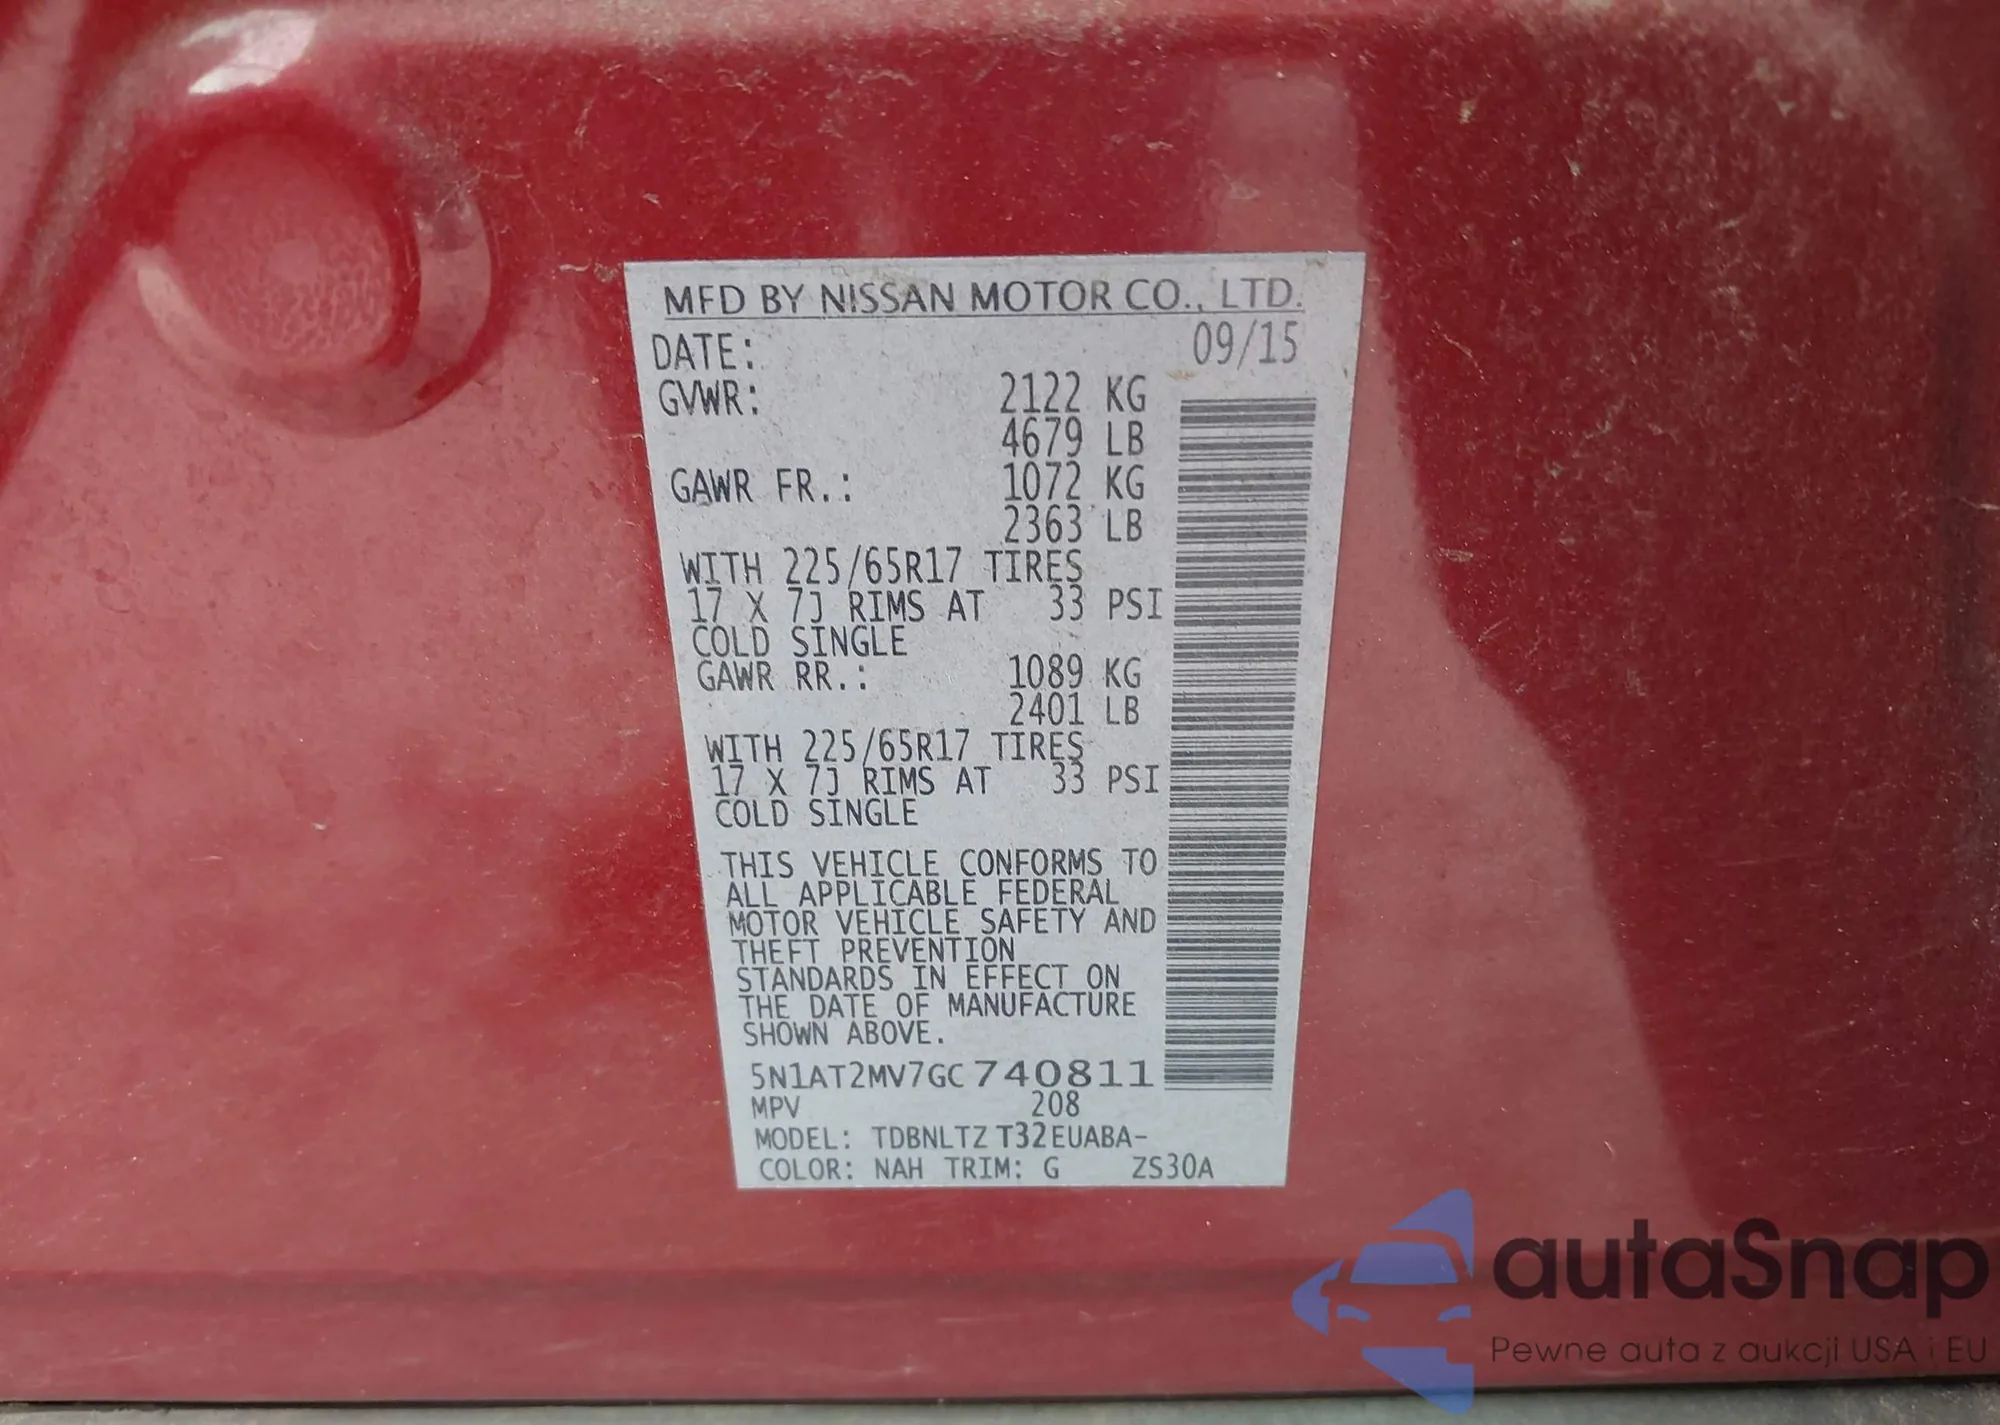 MFD BY NISSAN MOTOR CO., LTD.
DATE: 09/15
GVWR: 2122 KG
4679 LB
GAWR FR.: 1072 KG
2363 LB
WITH 225/65R17 TIRES
17 X 7J RIMS AT 33 PSI
COLD SINGLE
GAWR RR.: 1089 KG
2401 LB
WITH 225/65R17 TIRES
17 X 7J RIMS AT 33 PSI
COLD SINGLE
THIS VEHICLE CONFORMS TO
ALL APPLICABLE FEDERAL
MOTOR VEHICLE SAFETY AND
THEFT PREVENTION
STANDARDS IN EFFECT ON
THE DATE OF MANUFACTURE
SHOWN ABOVE.
5N1AT2MV7GC740811
MPV 208
MODEL: TDBNLTZ T32EUABA-
COLOR: NAH TRIM: G ZS30A
autaSnap
Pewne auta z aukcji USA i EU